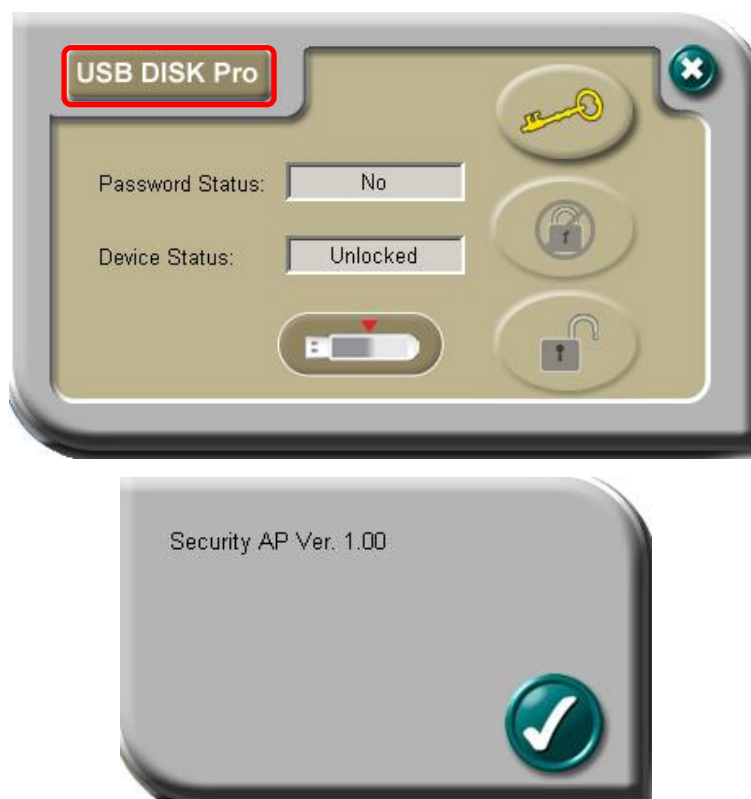 USB DISK Pro
Password Status: No
Device Status: Unlocked
Security AP Ver. 1.00